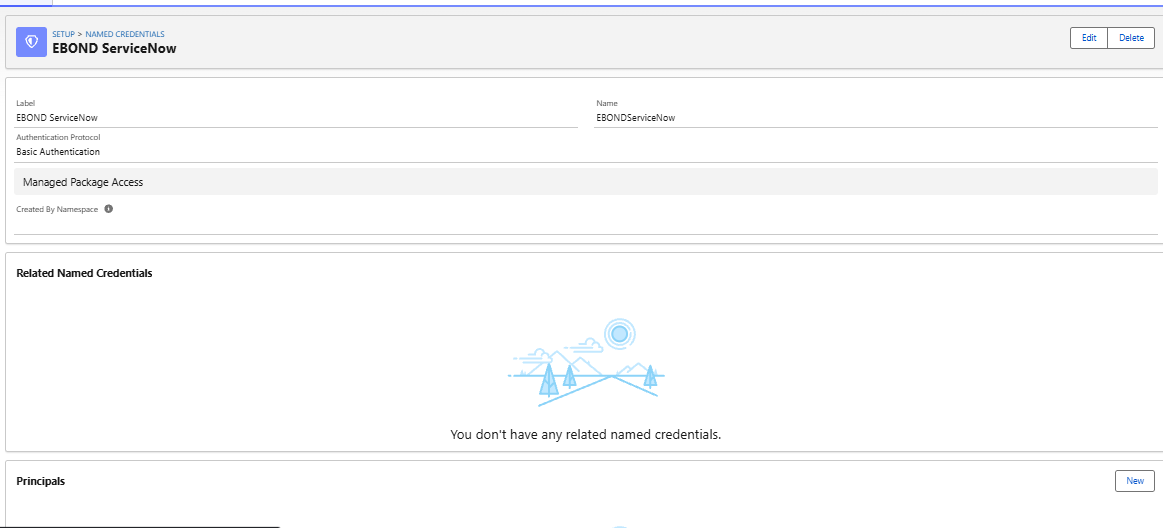 SETUP > NAMED CREDENTIALS
EBOND ServiceNow
Edit
Delete
Label
EBOND ServiceNow
Name
EBONDServiceNow
Authentication Protocol
Basic Authentication
Managed Package Access
Created By Namespace
Related Named Credentials
You don't have any related named credentials.
Principals
New